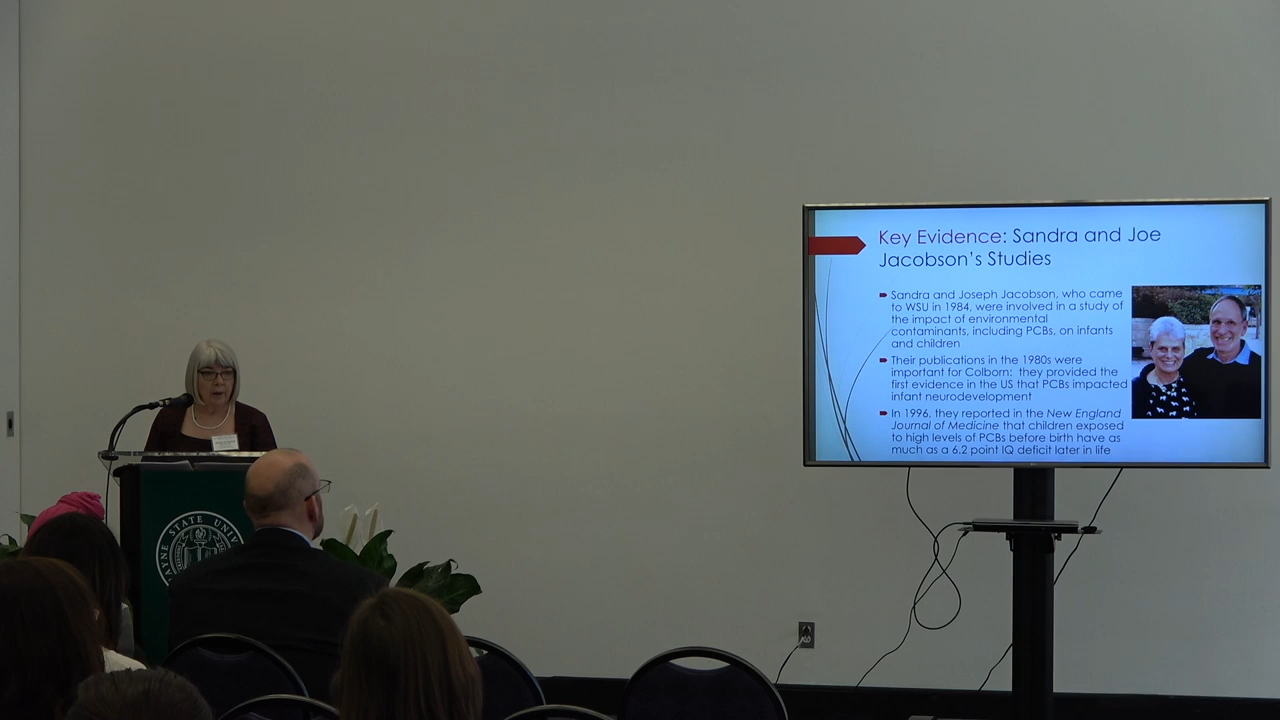 Key Evidence: Sandra and Joe
Jacobson's Studies
Sandra and Joseph Jacobson, who came
to WSU in 1984, were involved in a study of
the impact of environmental
contaminants, including PCBs, on infants
and children
Their publications in the 1980s were
important for Colborn: they provided the
first evidence in the US that PCBs impacted
infant neurodevelopment
In 1996, they reported in the New England
Journal of Medicine that children exposed
to high levels of PCBs before birth have as
much as a 6.2 point IQ deficit later in life
AYNE STATE UNIV